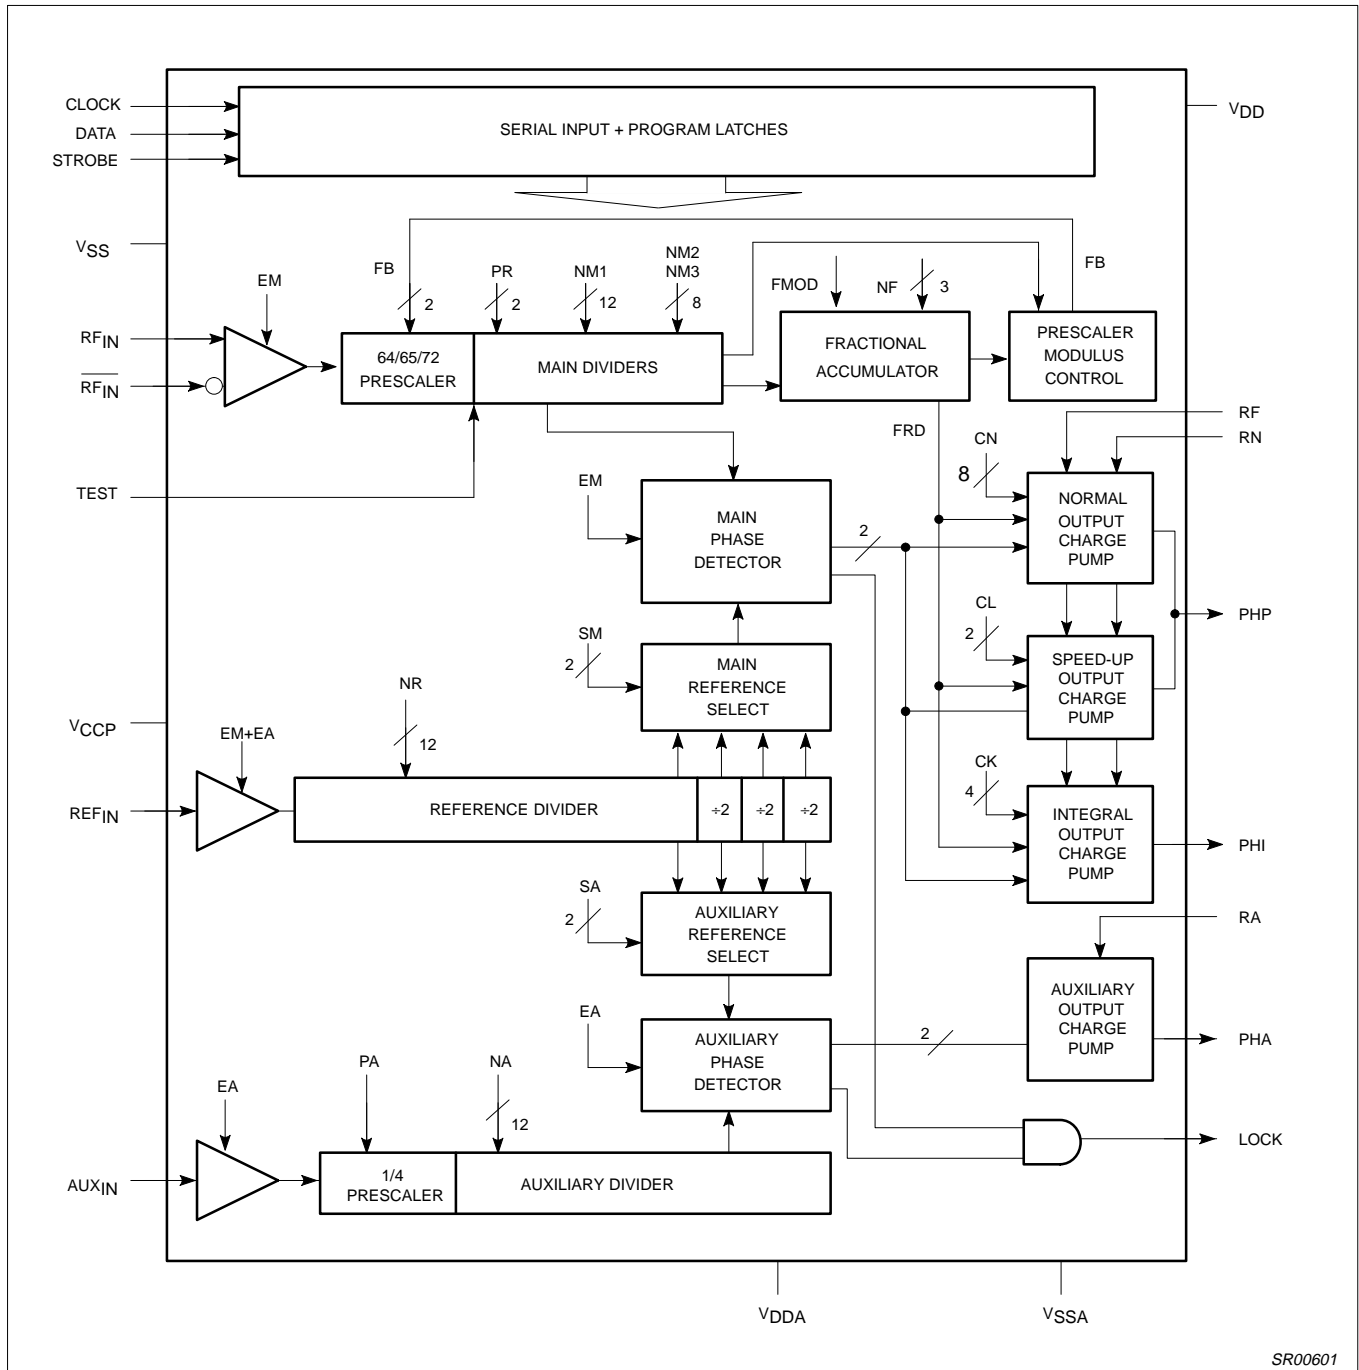 CLOCK
DATA
STROBE
SERIAL INPUT + PROGRAM LATCHES
VDD
VSS
EM
FB
2
PR
2
NM1
12
NM2
NM3
8
FMOD
NF
3
FB
RFIN
RFIN
64/65/72
PRESCALER
MAIN DIVIDERS
FRACTIONAL
ACCUMULATOR
PRESCALER
MODULUS
CONTROL
RF
RN
FRD
CN
8
TEST
EM
MAIN
PHASE
DETECTOR
2
NORMAL
OUTPUT
CHARGE
PUMP
CL
2
PHP
SM
2
MAIN
REFERENCE
SELECT
SPEED-UP
OUTPUT
CHARGE
PUMP
VCCP
EM+EA
NR
12
CK
4
REFIN
REFERENCE DIVIDER
÷2
÷2
÷2
INTEGRAL
OUTPUT
CHARGE
PUMP
PHI
SA
2
AUXILIARY
REFERENCE
SELECT
RA
EA
AUXILIARY
PHASE
DETECTOR
2
AUXILIARY
OUTPUT
CHARGE
PUMP
PHA
EA
PA
NA
12
LOCK
AUXIN
1/4
PRESCALER
AUXILIARY DIVIDER
VDDA
VSSA
SR00601